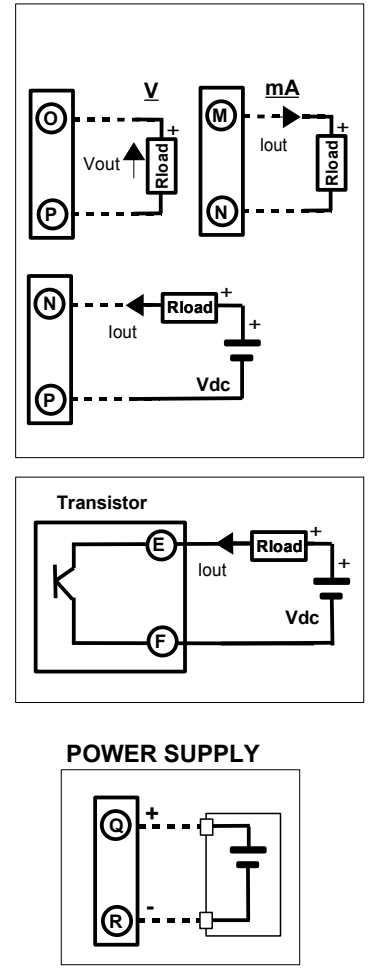 V
mA
O
+
Vout
Rload
P
M
Iout
+
Rload
N
N
Rload
+
Iout
+
Vdc
P
Transistor
E
Rload
+
Iout
+
Vdc
F
POWER SUPPLY
Q
+
R
-